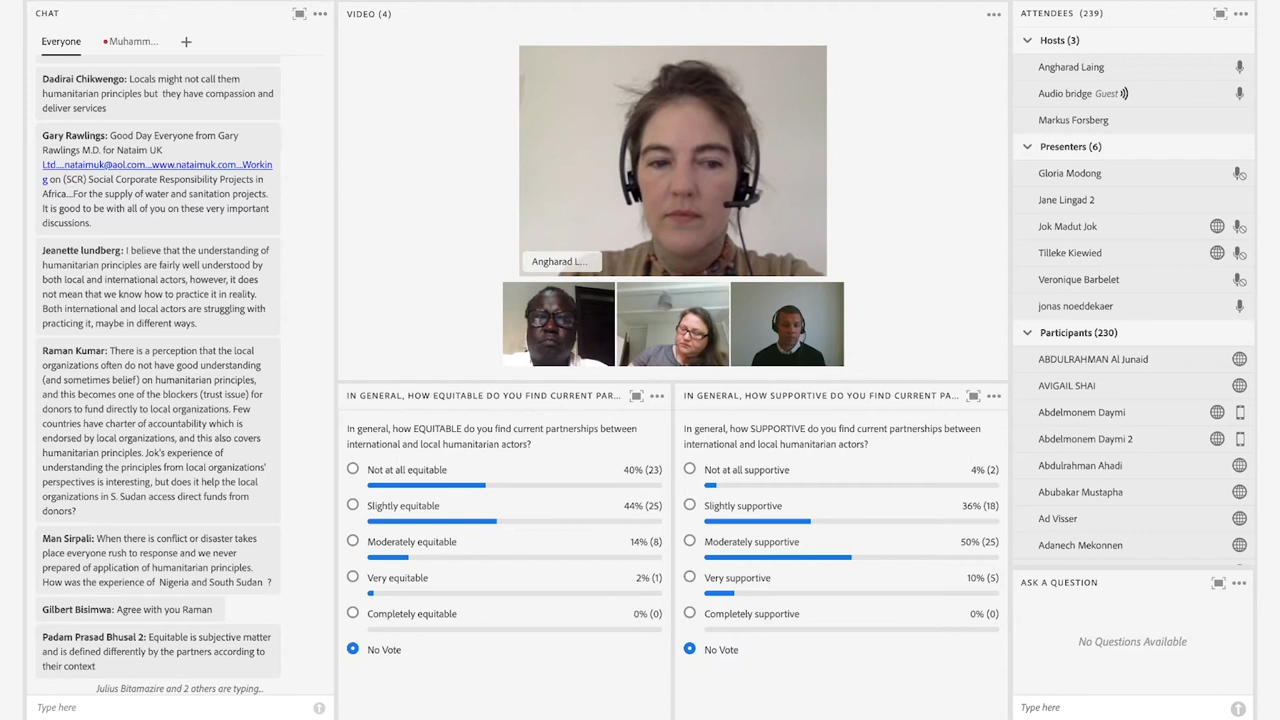 CHAT
Everyone
Muhamm...
Dadirai Chikwengo: Locals might not call them
humanitarian principles but they have compassion and
deliver services
Gary Rawlings: Good Day Everyone from Gary
Rawlings M.D. for Nataim UK
Ltd....nataimuk@aol.com...www.nataimuk.com...Workin
g on (SCR) Social Corporate Responsibility Projects in
Africa...For the supply of water and sanitation projects.
It is good to be with all of you on these very important
discussions.
Jeanette lundberg: I believe that the understanding of
humanitarian principles are fairly well understood by
both local and international actors, however, it does
not mean that we know how to practice it in reality.
Both international and local actors are struggling with
practicing it, maybe in different ways.
Raman Kumar: There is a perception that the local
organizations often do not have good understanding
(and sometimes belief) on humanitarian principles,
and this becomes one of the blockers (trust issue) for
donors to fund directly to local organizations. Few
countries have charter of accountability which is
endorsed by local organizations, and this also covers
humanitarian principles. Jok's experience of
understanding the principles from local organizations'
perspectives is interesting, but does it help the local
organizations in S. Sudan access direct funds from
donors?
Man Sirpali: When there is conflict or disaster takes
place everyone rush to response and we never
prepared of application of humanitarian principles.
How was the experience of Nigeria and South Sudan ?
Gilbert Bisimwa: Agree with you Raman
Padam Prasad Bhusal 2: Equitable is subjective matter
and is defined differently by the partners according to
their context
Julius Bitamazire and 2 others are typing..
Type here
VIDEO (4)
Angharad L...
IN GENERAL, HOW EQUITABLE DO YOU FIND CURRENT PAR...
In general, how EQUITABLE do you find current partnerships between
international and local humanitarian actors?
Not at all equitable 40% (23)
Slightly equitable 44% (25)
Moderately equitable 14% (8)
Very equitable 2% (1)
Completely equitable 0% (0)
No Vote
IN GENERAL, HOW SUPPORTIVE DO YOU FIND CURRENT PA...
In general, how SUPPORTIVE do you find current partnerships between
international and local humanitarian actors?
Not at all supportive 4% (2)
Slightly supportive 36% (18)
Moderately supportive 50% (25)
Very supportive 10% (5)
Completely supportive 0% (0)
No Vote
ATTENDEES (239)
Hosts (3)
Angharad Laing
Audio bridge Guest
Markus Forsberg
Presenters (6)
Gloria Modong
Jane Lingad 2
Jok Madut Jok
Tilleke Kiewied
Veronique Barbelet
jonas noeddekaer
Participants (230)
ABDULRAHMAN Al Junaid
AVIGAIL SHAI
Abdelmonem Daymi
Abdelmonem Daymi 2
Abdulrahman Ahadi
Abubakar Mustapha
Ad Visser
Adanech Mekonnen
ASK A QUESTION
No Questions Available
Type here